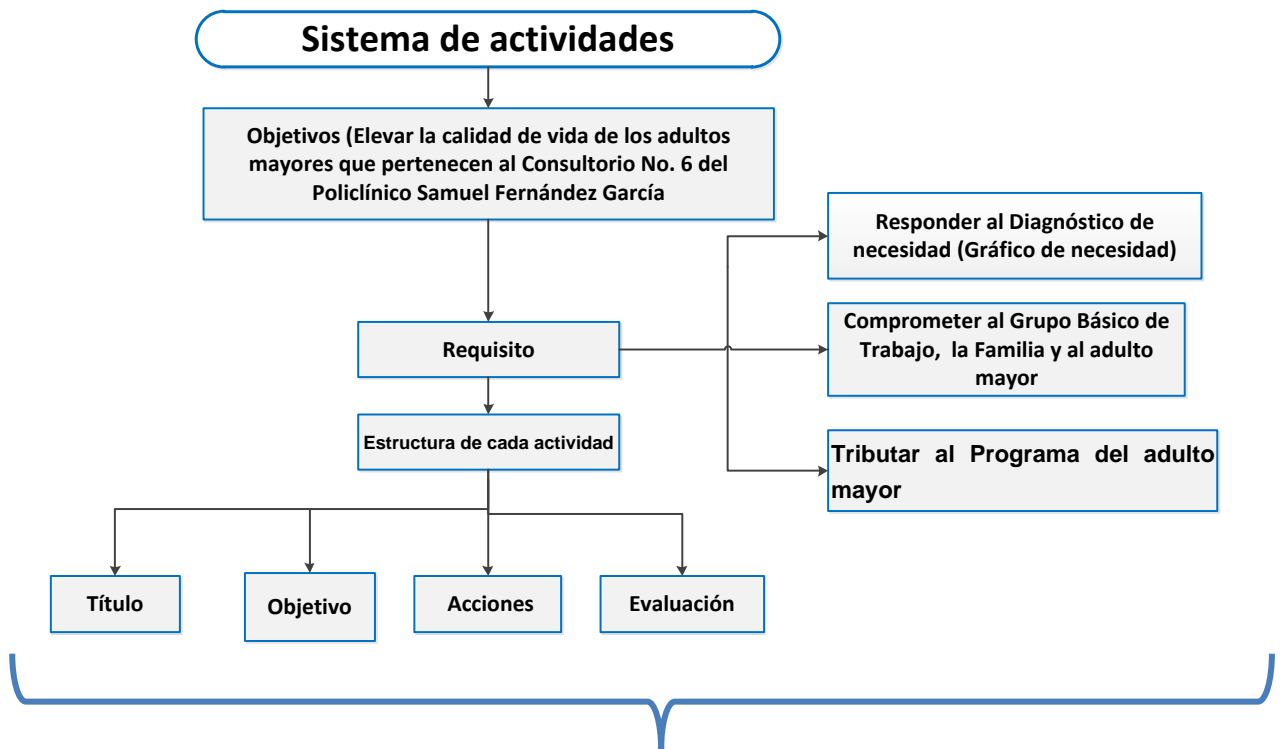 Sistema de actividades
Objetivos (Elevar la calidad de vida de los adultos
mayores que pertenecen al Consultorio No. 6 del
Policlínico Samuel Fernández García
Responder al Diagnóstico de
necesidad (Gráfico de necesidad)
Requisito
Comprometer al Grupo Básico de
Trabajo, la Familia y al adulto
mayor
Estructura de cada actividad
Tributar al Programa del adulto
mayor
Título
Objetivo
Acciones
Evaluación